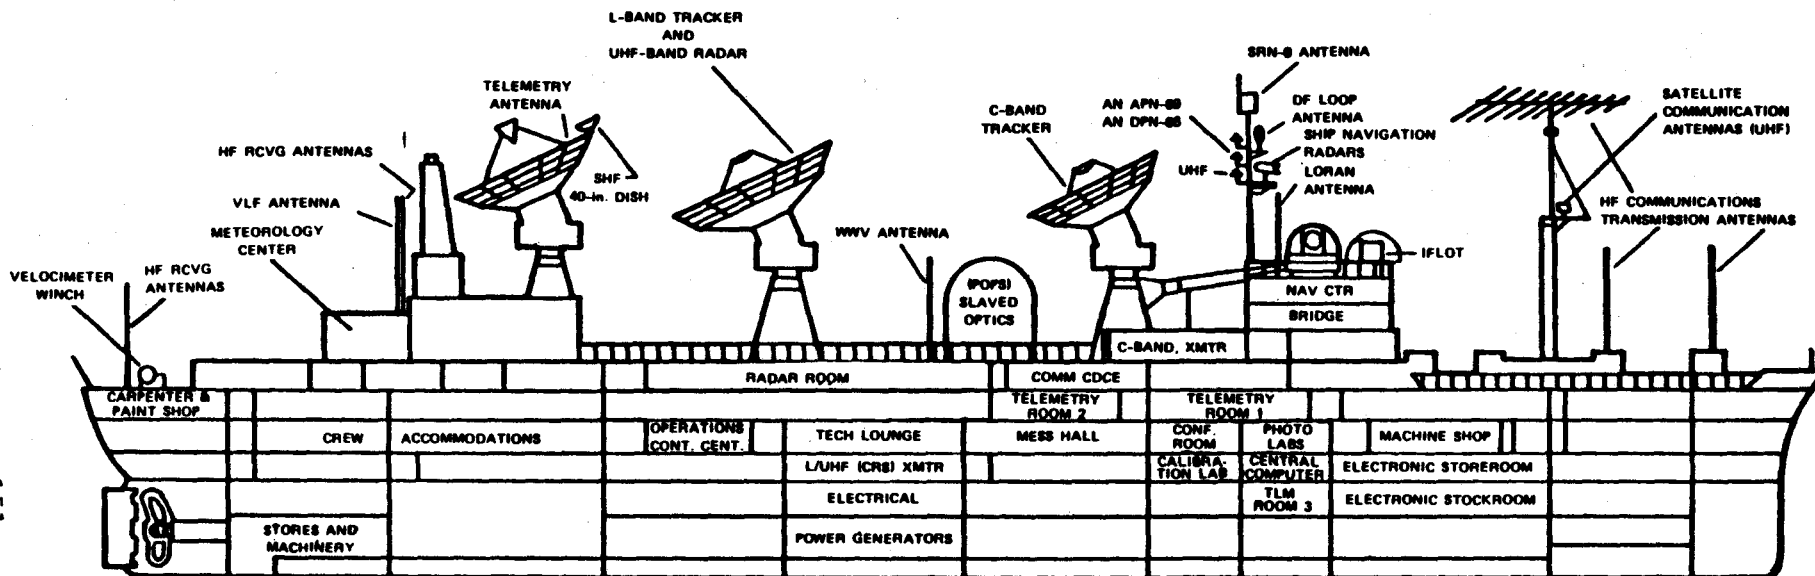 L-BAND TRACKER
AND
UHF-BAND RADAR
TELEMETRY
ANTENNA
SHF
40-in. DISH
HF RCVG ANTENNAS
VLF ANTENNA
METEOROLOGY
CENTER
VELOCIMETER
WINCH
HF RCVG
ANTENNAS
WWV ANTENNA
(POPS)
SLAVED
OPTICS
C-BAND
TRACKER
SRN-9 ANTENNA
AN APN-69
AN DPN-66
UHF
DF LOOP
ANTENNA
SHIP NAVIGATION
RADARS
LORAN
ANTENNA
IFLOT
SATELLITE
COMMUNICATION
ANTENNAS (UHF)
HF COMMUNICATIONS
TRANSMISSION ANTENNAS
NAV CTR
BRIDGE
C-BAND, XMTR
RADAR ROOM
COMM CDCE
CARPENTER &
PAINT SHOP
TELEMETRY
ROOM 2
TELEMETRY
ROOM 1
CREW ACCOMMODATIONS
OPERATIONS
CONT. CENT.
TECH LOUNGE
MESS HALL
CONF.
ROOM
PHOTO
LABS
MACHINE SHOP
L/UHF (CRS) XMTR
CALIBRA-
TION LAB
CENTRAL
COMPUTER
ELECTRONIC STOREROOM
ELECTRICAL
TLM
ROOM 3
ELECTRONIC STOCKROOM
STORES AND
MACHINERY
POWER GENERATORS